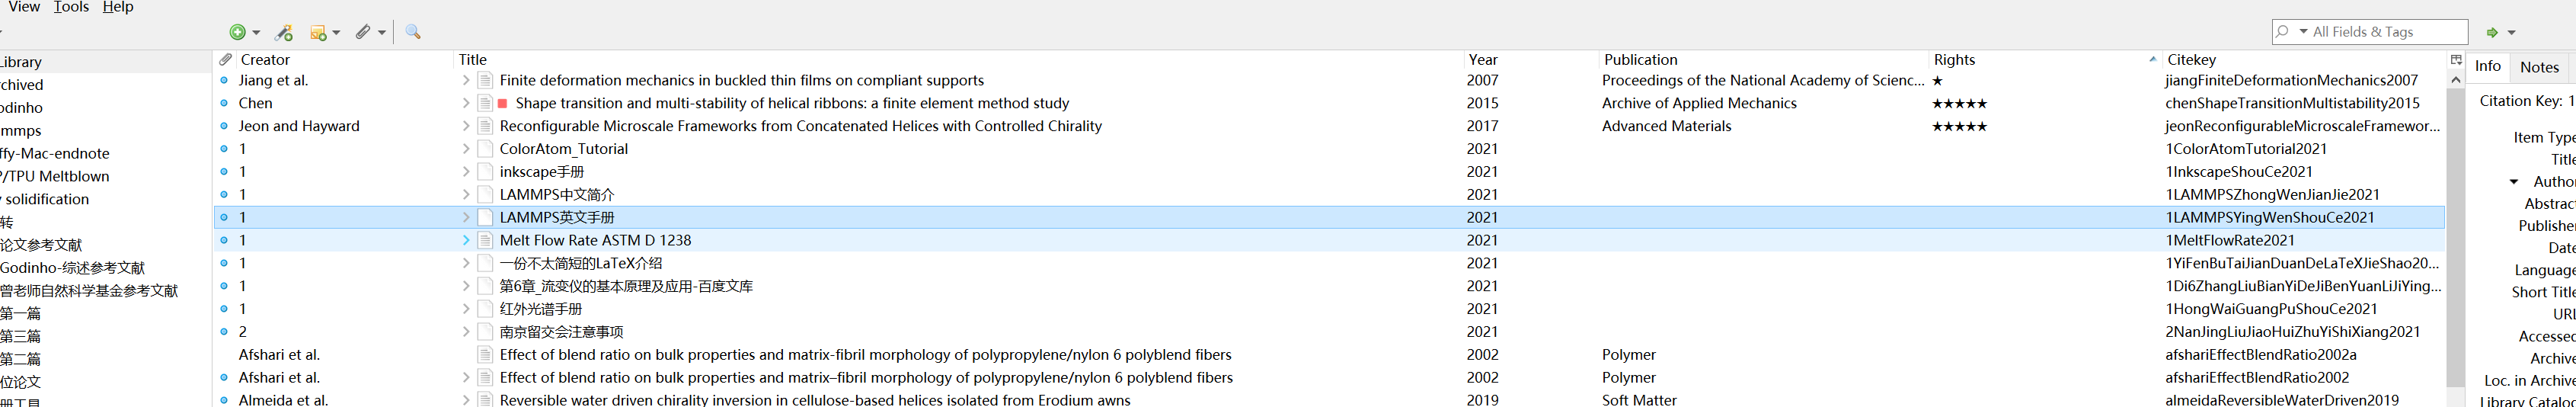 View Tools Help
All Fields & Tags
Creator Title Year Publication Rights Citekey Info Notes
Library
Jiang et al. Finite deformation mechanics in buckled thin films on compliant supports 2007 Proceedings of the National Academy of Scienc... ★ jiangFiniteDeformationMechanics2007
rchived
Chen Shape transition and multi-stability of helical ribbons: a finite element method study 2015 Archive of Applied Mechanics ★★★★★ chenShapeTransitionMultistability2015
Citation Key: 1
odinho
Jeon and Hayward Reconfigurable Microscale Frameworks from Concatenated Helices with Controlled Chirality 2017 Advanced Materials ★★★★★ jeonReconfigurableMicroscaleFramewor...
ammps
Item Type
1 ColorAtom_Tutorial 2021 1ColorAtomTutorial2021
ffy-Mac-endnote
Title
1 inkscape手册 2021 1InkscapeShouCe2021
P/TPU Meltblown
Author
1 LAMMPS中文简介 2021 1LAMMPSZhongWenJianJie2021
y solidification
Abstract
1 LAMMPS英文手册 2021 1LAMMPSYingWenShouCe2021
转
Publisher
1 Melt Flow Rate ASTM D 1238 2021 1MeltFlowRate2021
论文参考文献
Date
1 一份不太简短的LaTeX介绍 2021 1YiFenBuTaiJianDuanDeLaTeXJieShao20...
Godinho-综述参考文献
Language
1 第6章_流变仪的基本原理及应用-百度文库 2021 1Di6ZhangLiuBianYiDeJiBenYuanLiJiYing...
曾老师自然科学基金参考文献
Short Title
1 红外光谱手册 2021 1HongWaiGuangPuShouCe2021
第一篇
URL
2 南京留交会注意事项 2021 2NanJingLiuJiaoHuiZhuYiShiXiang2021
第三篇
Accessed
Afshari et al. Effect of blend ratio on bulk properties and matrix-fibril morphology of polypropylene/nylon 6 polyblend fibers 2002 Polymer afshariEffectBlendRatio2002a
第二篇
Archive
Afshari et al. Effect of blend ratio on bulk properties and matrix–fibril morphology of polypropylene/nylon 6 polyblend fibers 2002 Polymer afshariEffectBlendRatio2002
位论文
Loc. in Archive
Almeida et al. Reversible water driven chirality inversion in cellulose-based helices isolated from Erodium awns 2019 Soft Matter almeidaReversibleWaterDriven2019
册工具
Library Catalo